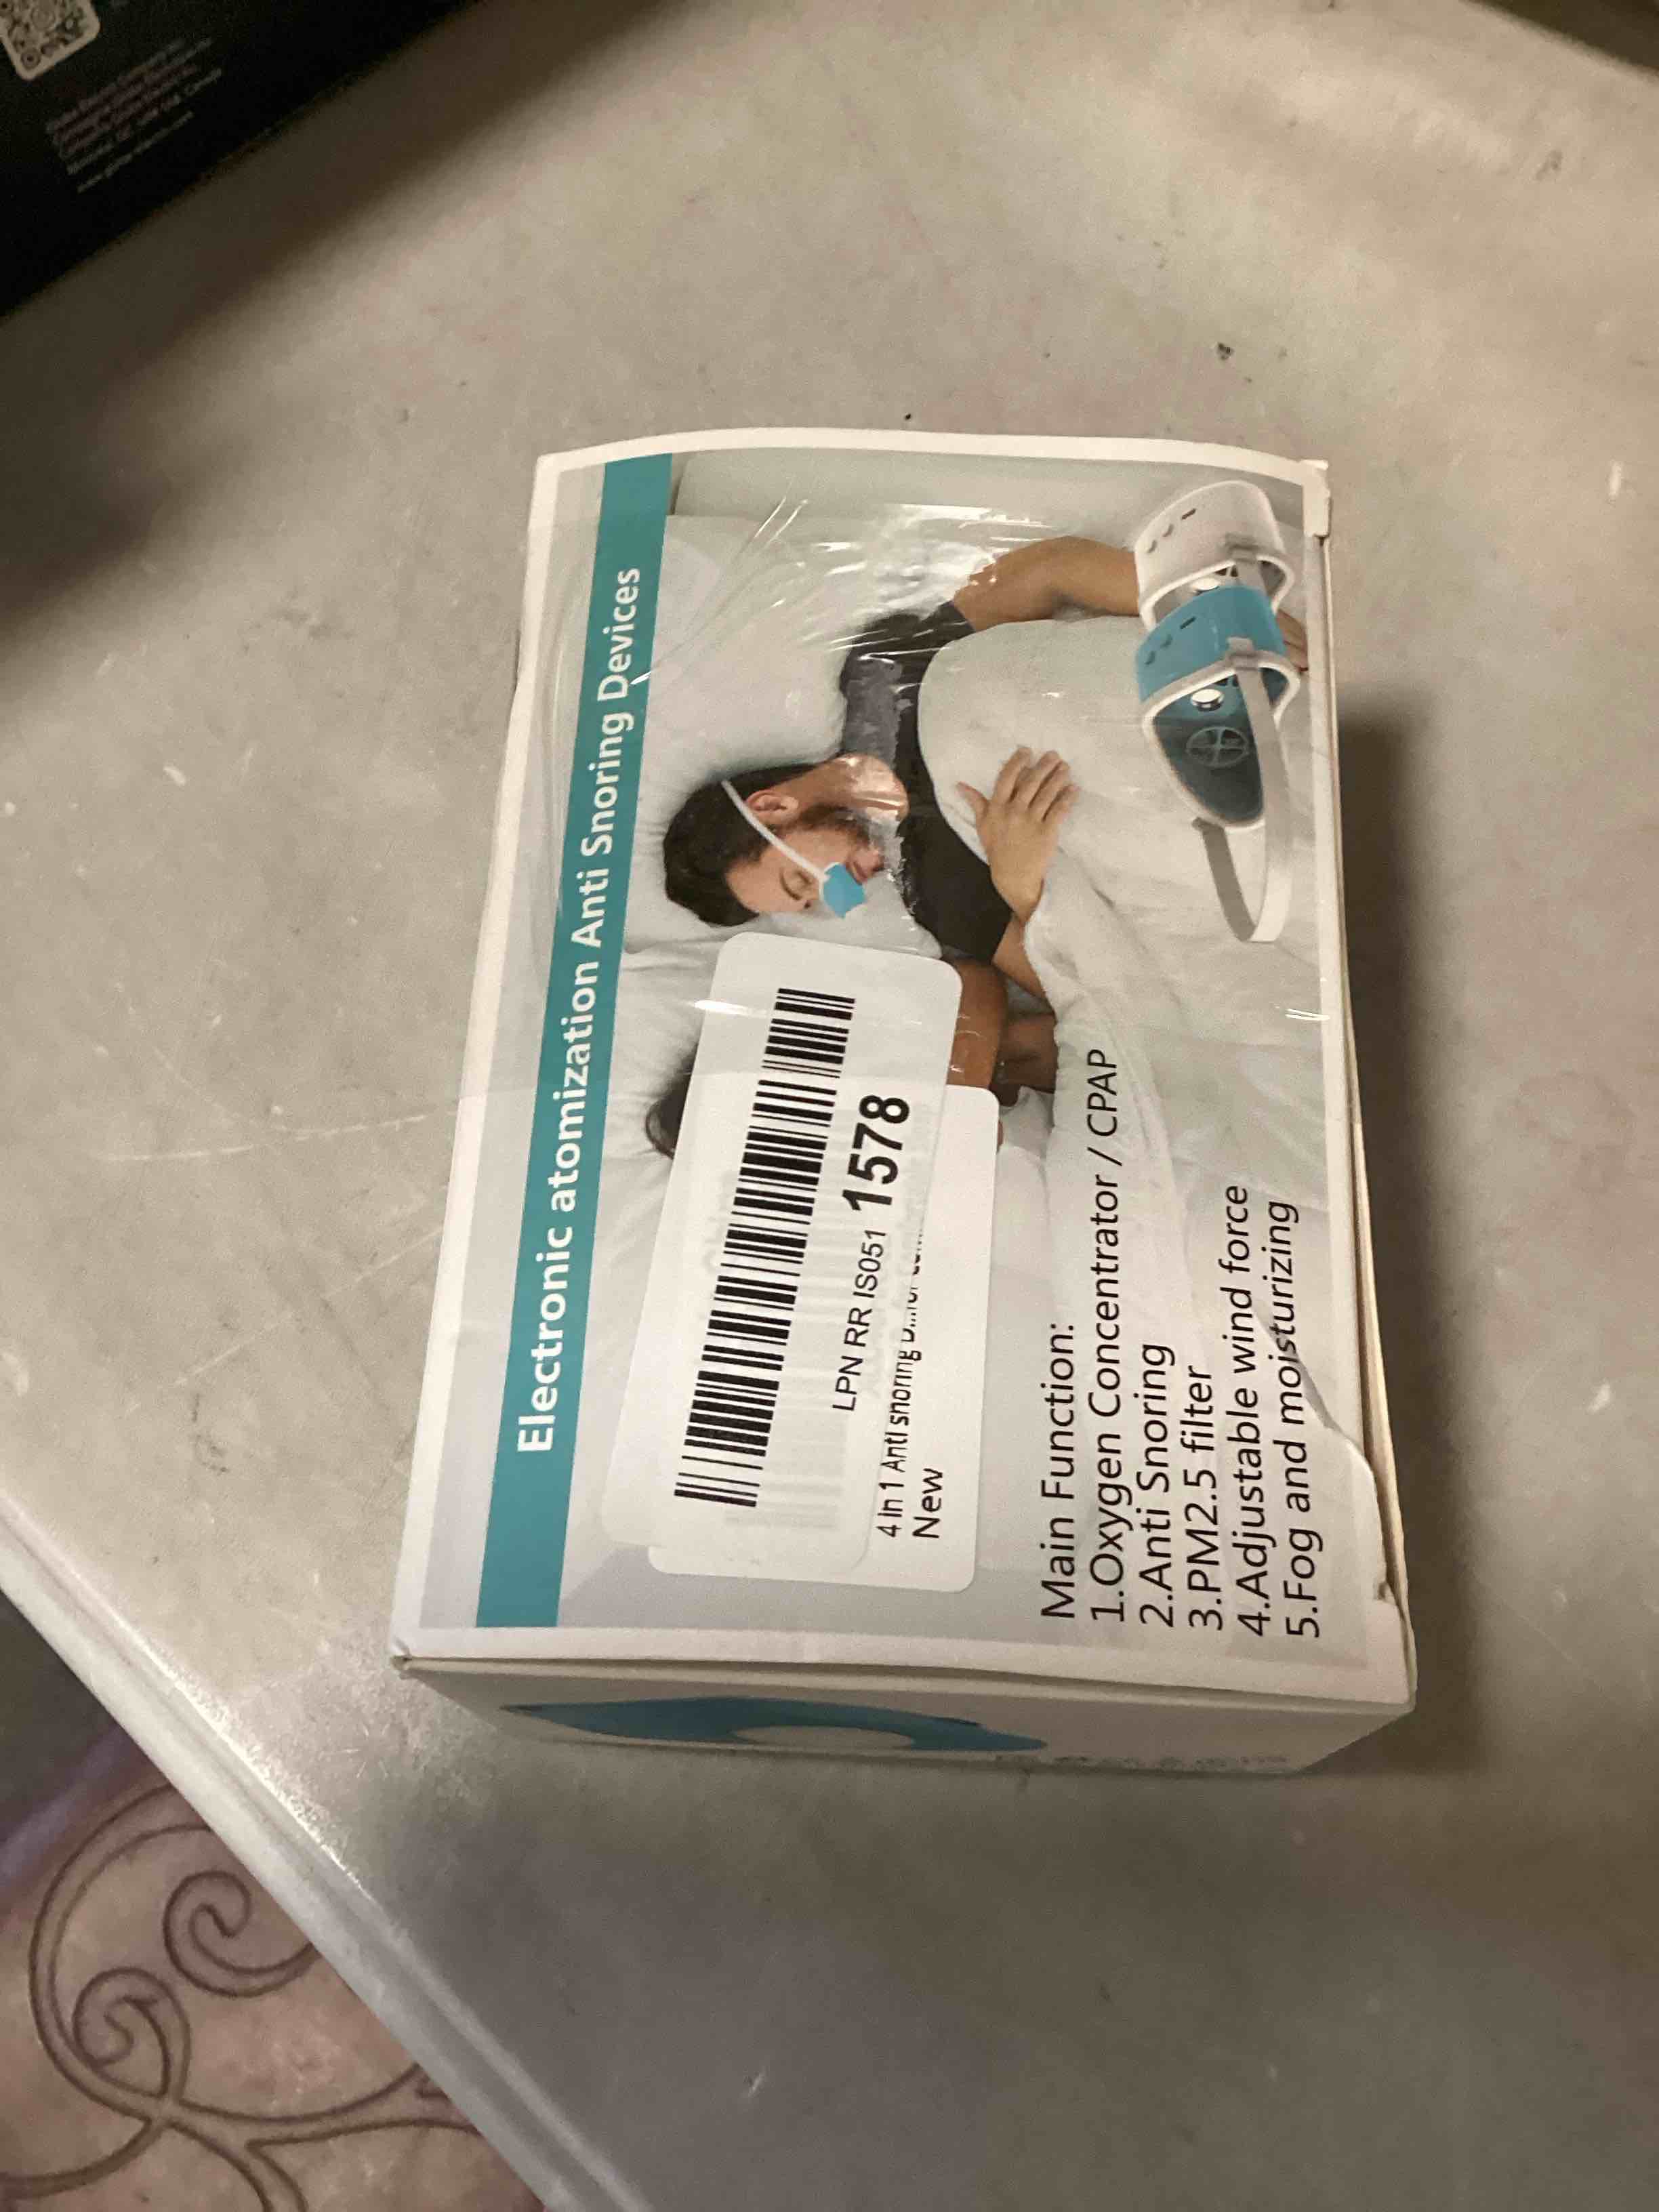 Electronic atomization Anti Snoring Devices
LPN RR IS051 1578
4 in 1 Anti snoring
New
Main Function:
1.Oxygen Concentrator / CPAP
2.Anti Snoring
3.PM2.5 filter
4.Adjustable wind force
5.Fog and moisturizing